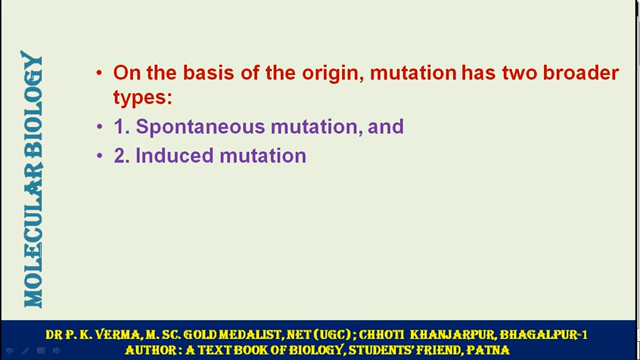 MOLECULAR BIOLOGY
• On the basis of the origin, mutation has two broader
types:
• 1. Spontaneous mutation, and
• 2. Induced mutation
DR P. K. VERMA, M. SC. GOLD MEDALIST, NET (UGC) ; CHHOTI KHANJARPUR, BHAGALPUR-1
AUTHOR : A TEXT BOOK OF BIOLOGY, STUDENTS' FRIEND, PATNA